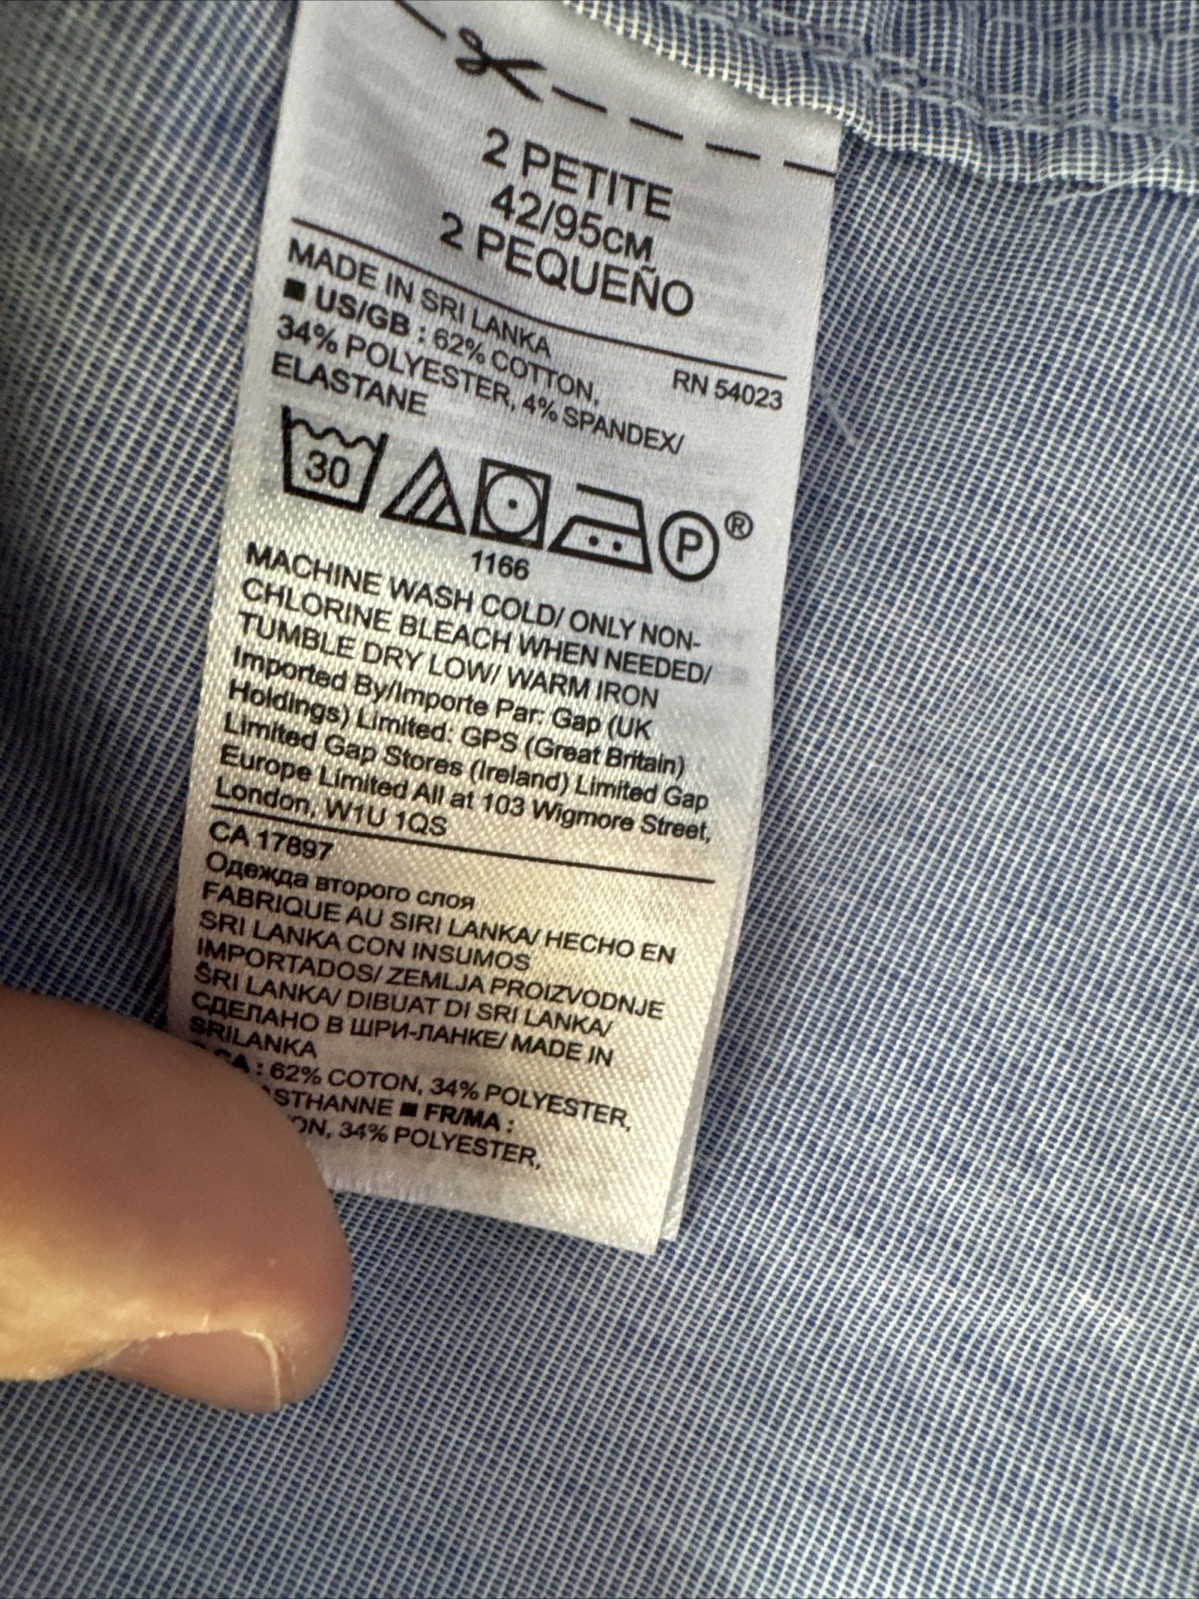 2 PETITE
42/95CM
2 PEQUEÑO
MADE IN SRI LANKA
RN 54023
■ US/GB : 62% COTTON,
34% POLYESTER, 4% SPANDEX/
ELASTANE
30
P
®
1166
MACHINE WASH COLD/ ONLY NON-
CHLORINE BLEACH WHEN NEEDED/
TUMBLE DRY LOW/ WARM IRON
Imported By/Importe Par: Gap (UK
Holdings) Limited: GPS (Great Britain)
Limited Gap Stores (Ireland) Limited Gap
Europe Limited All at 103 Wigmore Street,
London, W1U 1QS
CA 17897
Одежда второго слоя
FABRIQUE AU SIRI LANKA/ HECHO EN
SRI LANKA CON INSUMOS
IMPORTADOS/ ZEMLJA PROIZVODNJE
ŠRI LANKA/ DIBUAT DI SRI LANKA/
СДЕЛАНО В ШРИ-ЛАНКЕ/ MADE IN
SRILANKA
CA : 62% COTON, 34% POLYESTER,
STHANNE ■ FR/MA :
ON, 34% POLYESTER,